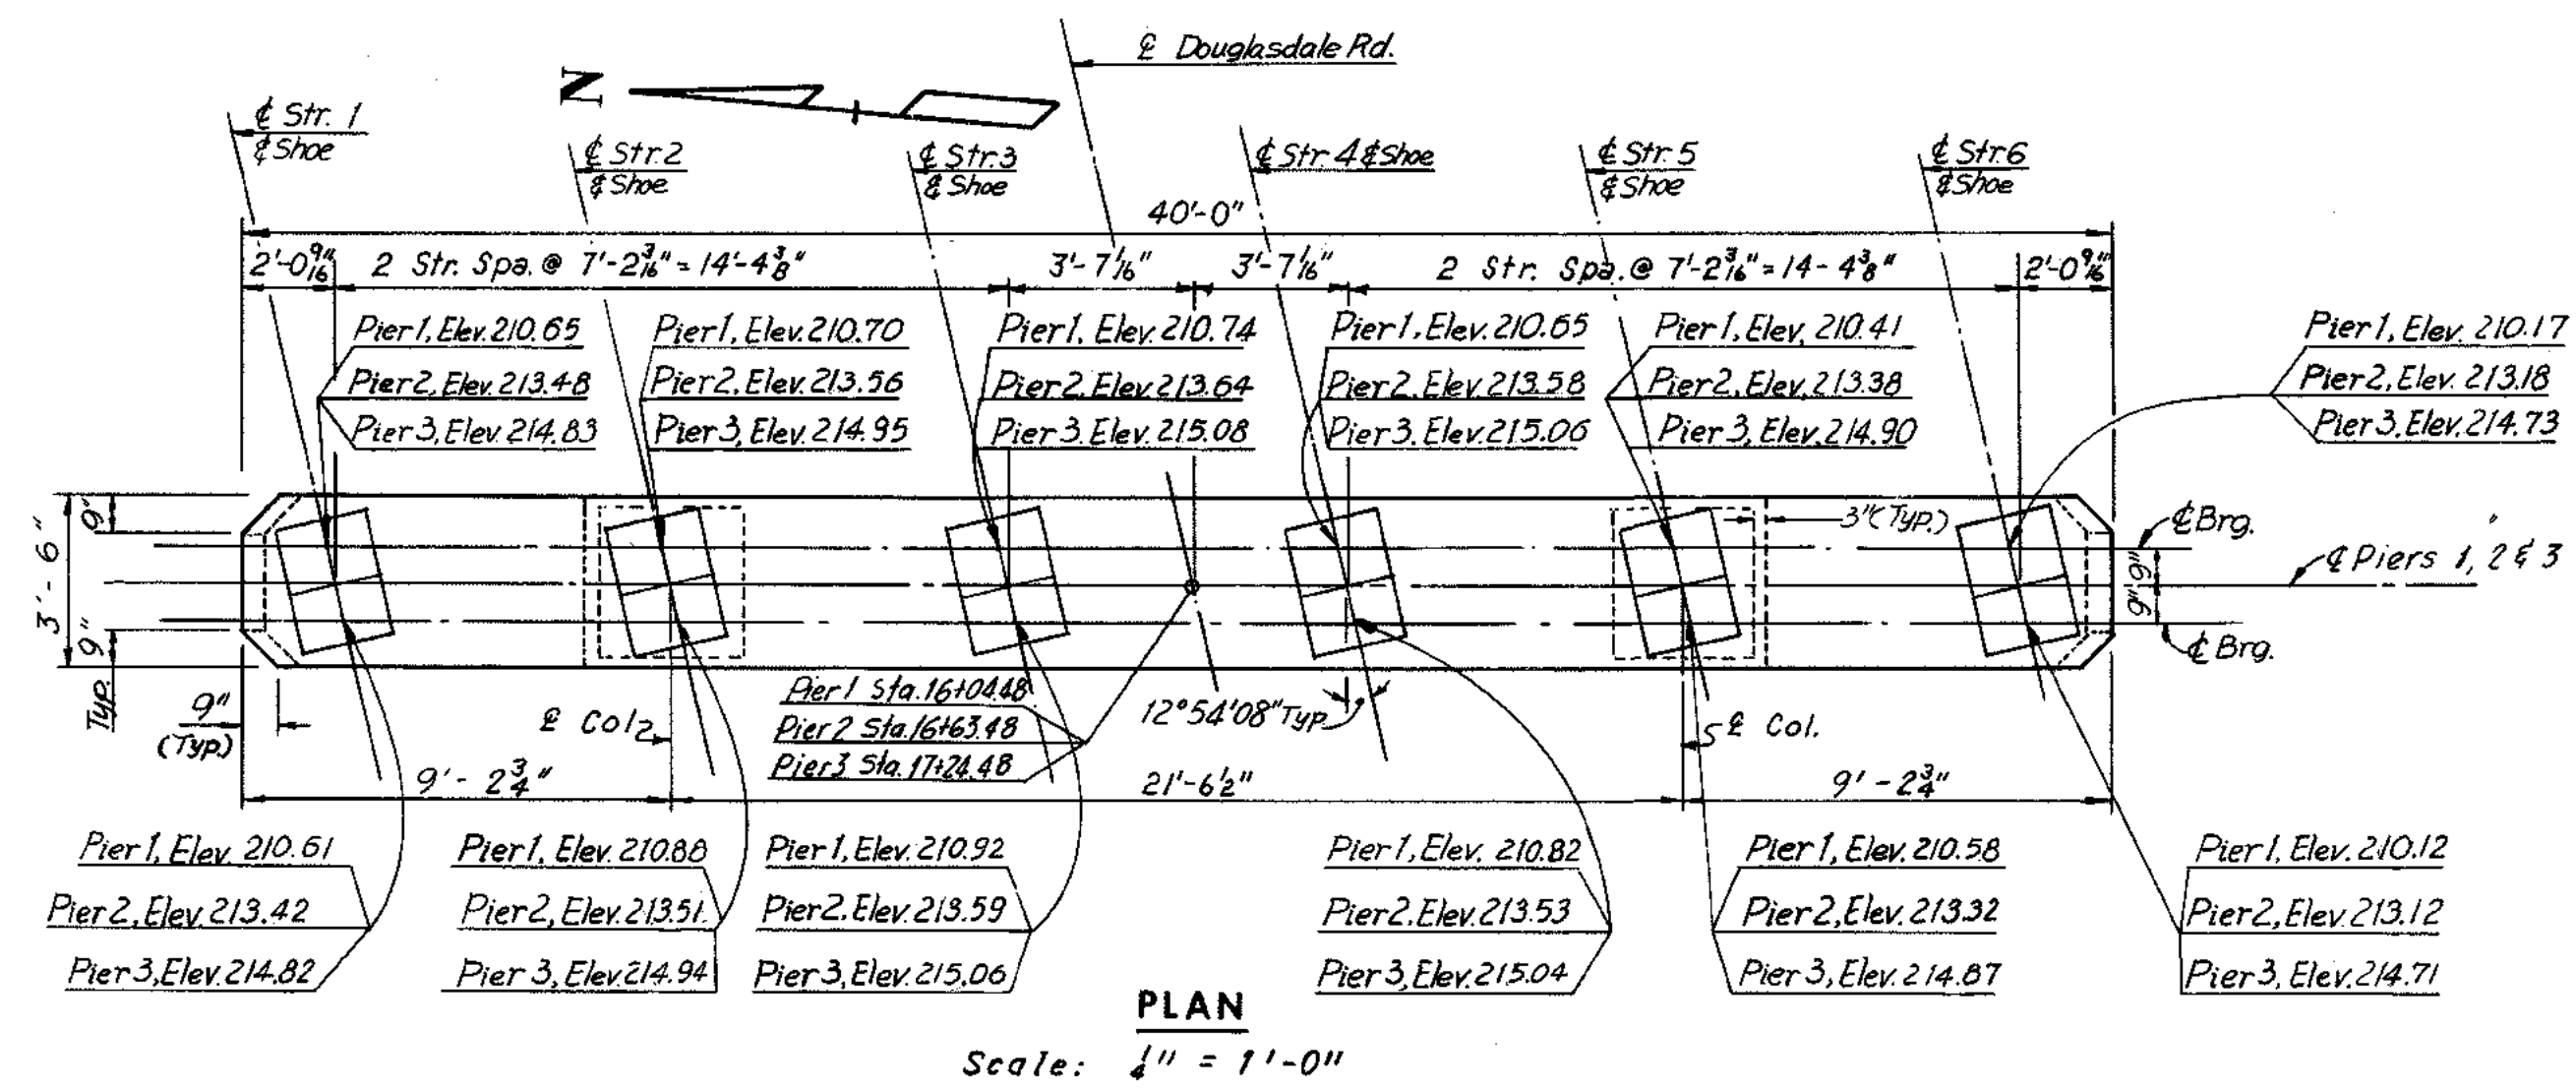 ℄ Douglasdale Rd.
N
℄ Str. 1
& Shoe
℄ Str.2
& Shoe
℄ Str.3
& Shoe
℄ Str.4 & Shoe
℄ Str.5
& Shoe
℄ Str.6
& Shoe
40'-0"
2'-0 9/16" 2 Str. Spa. @ 7'-2 3/16" = 14'-4 3/8" 3'-7 1/16" 3'-7 1/16" 2 Str. Spa. @ 7'-2 3/16" = 14-4 3/8" 2'-0 9/16"
Pier 1, Elev. 210.65
Pier 2, Elev. 213.48
Pier 3, Elev. 214.83
Pier 1, Elev. 210.70
Pier 2, Elev. 213.56
Pier 3, Elev. 214.95
Pier 1, Elev. 210.74
Pier 2, Elev. 213.64
Pier 3. Elev. 215.08
Pier 1, Elev. 210.65
Pier 2, Elev. 213.58
Pier 3. Elev. 215.06
Pier 1, Elev. 210.41
Pier 2, Elev. 213.38
Pier 3, Elev. 214.90
Pier 1, Elev. 210.17
Pier 2, Elev. 213.18
Pier 3, Elev. 214.73
3'-6"
9"
9"
Typ.
9"
(Typ.)
3" (Typ.)
℄ Brg.
℄ Piers 1, 2 & 3
9" 9"
℄ Brg.
℄ Col. 2
Pier 1 Sta. 16+04.48
Pier 2 Sta. 16+63.48
Pier 3 Sta. 17+24.48
12°54'08" Typ.
5 ℄ Col.
9'-2 3/4" 21'-6 1/2" 9'-2 3/4"
Pier 1, Elev. 210.61
Pier 2, Elev. 213.42
Pier 3, Elev. 214.82
Pier 1, Elev. 210.88
Pier 2, Elev. 213.51
Pier 3, Elev. 214.94
Pier 1, Elev. 210.92
Pier 2. Elev. 213.59
Pier 3, Elev. 215.06
Pier 1, Elev. 210.82
Pier 2. Elev. 213.53
Pier 3, Elev. 215.04
Pier 1, Elev. 210.58
Pier 2, Elev. 213.32
Pier 3, Elev. 214.87
Pier 1, Elev. 210.12
Pier 2, Elev. 213.12
Pier 3, Elev. 214.71
PLAN
Scale: 1/4" = 1'-0"